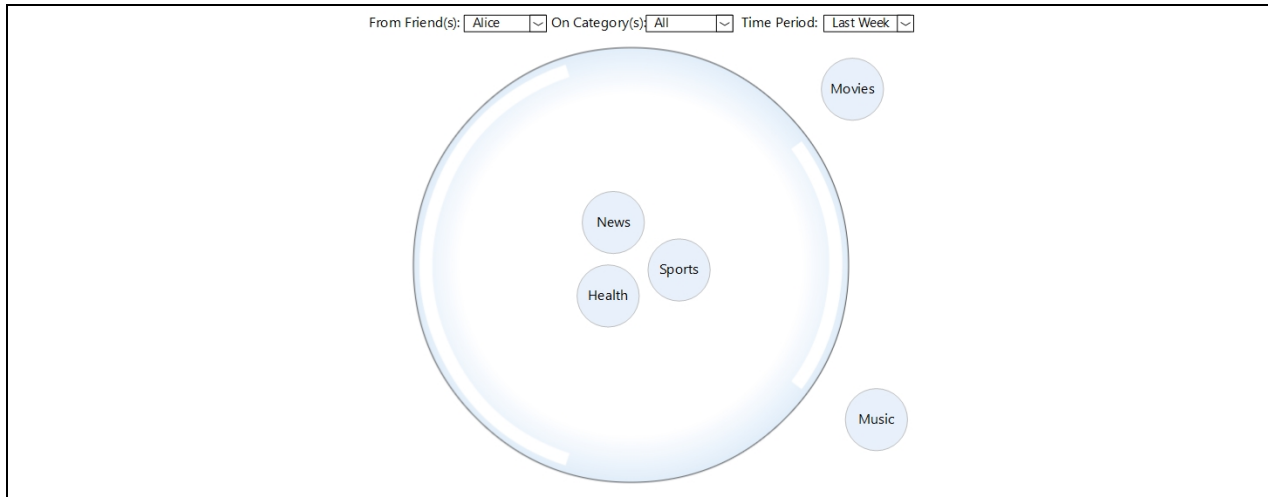 From Friend(s): Alice On Category(s): All Time Period: Last Week
Movies
News
Sports
Health
Music